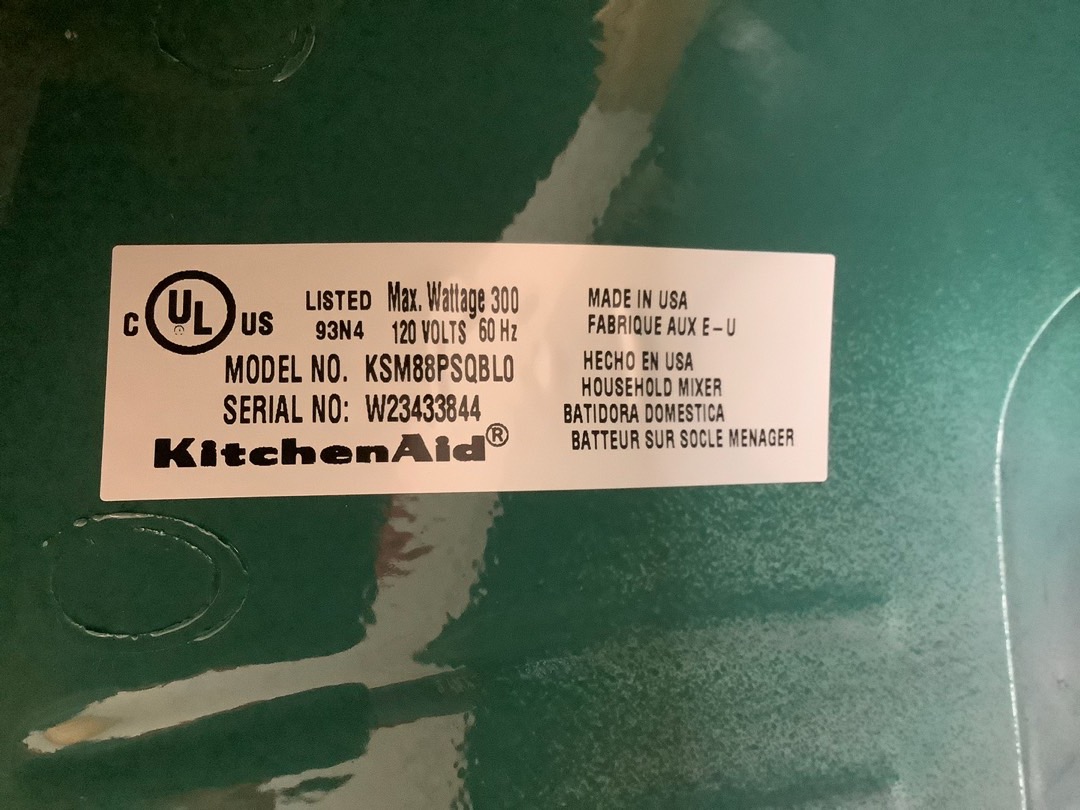 C UL US LISTED Max. Wattage 300
93N4 120 VOLTS 60 Hz
MODEL NO. KSM88PSQBL0
SERIAL NO: W23433844
KitchenAid®
MADE IN USA
FABRIQUE AUX E-U
HECHO EN USA
HOUSEHOLD MIXER
BATIDORA DOMESTICA
BATTEUR SUR SOCLE MENAGER